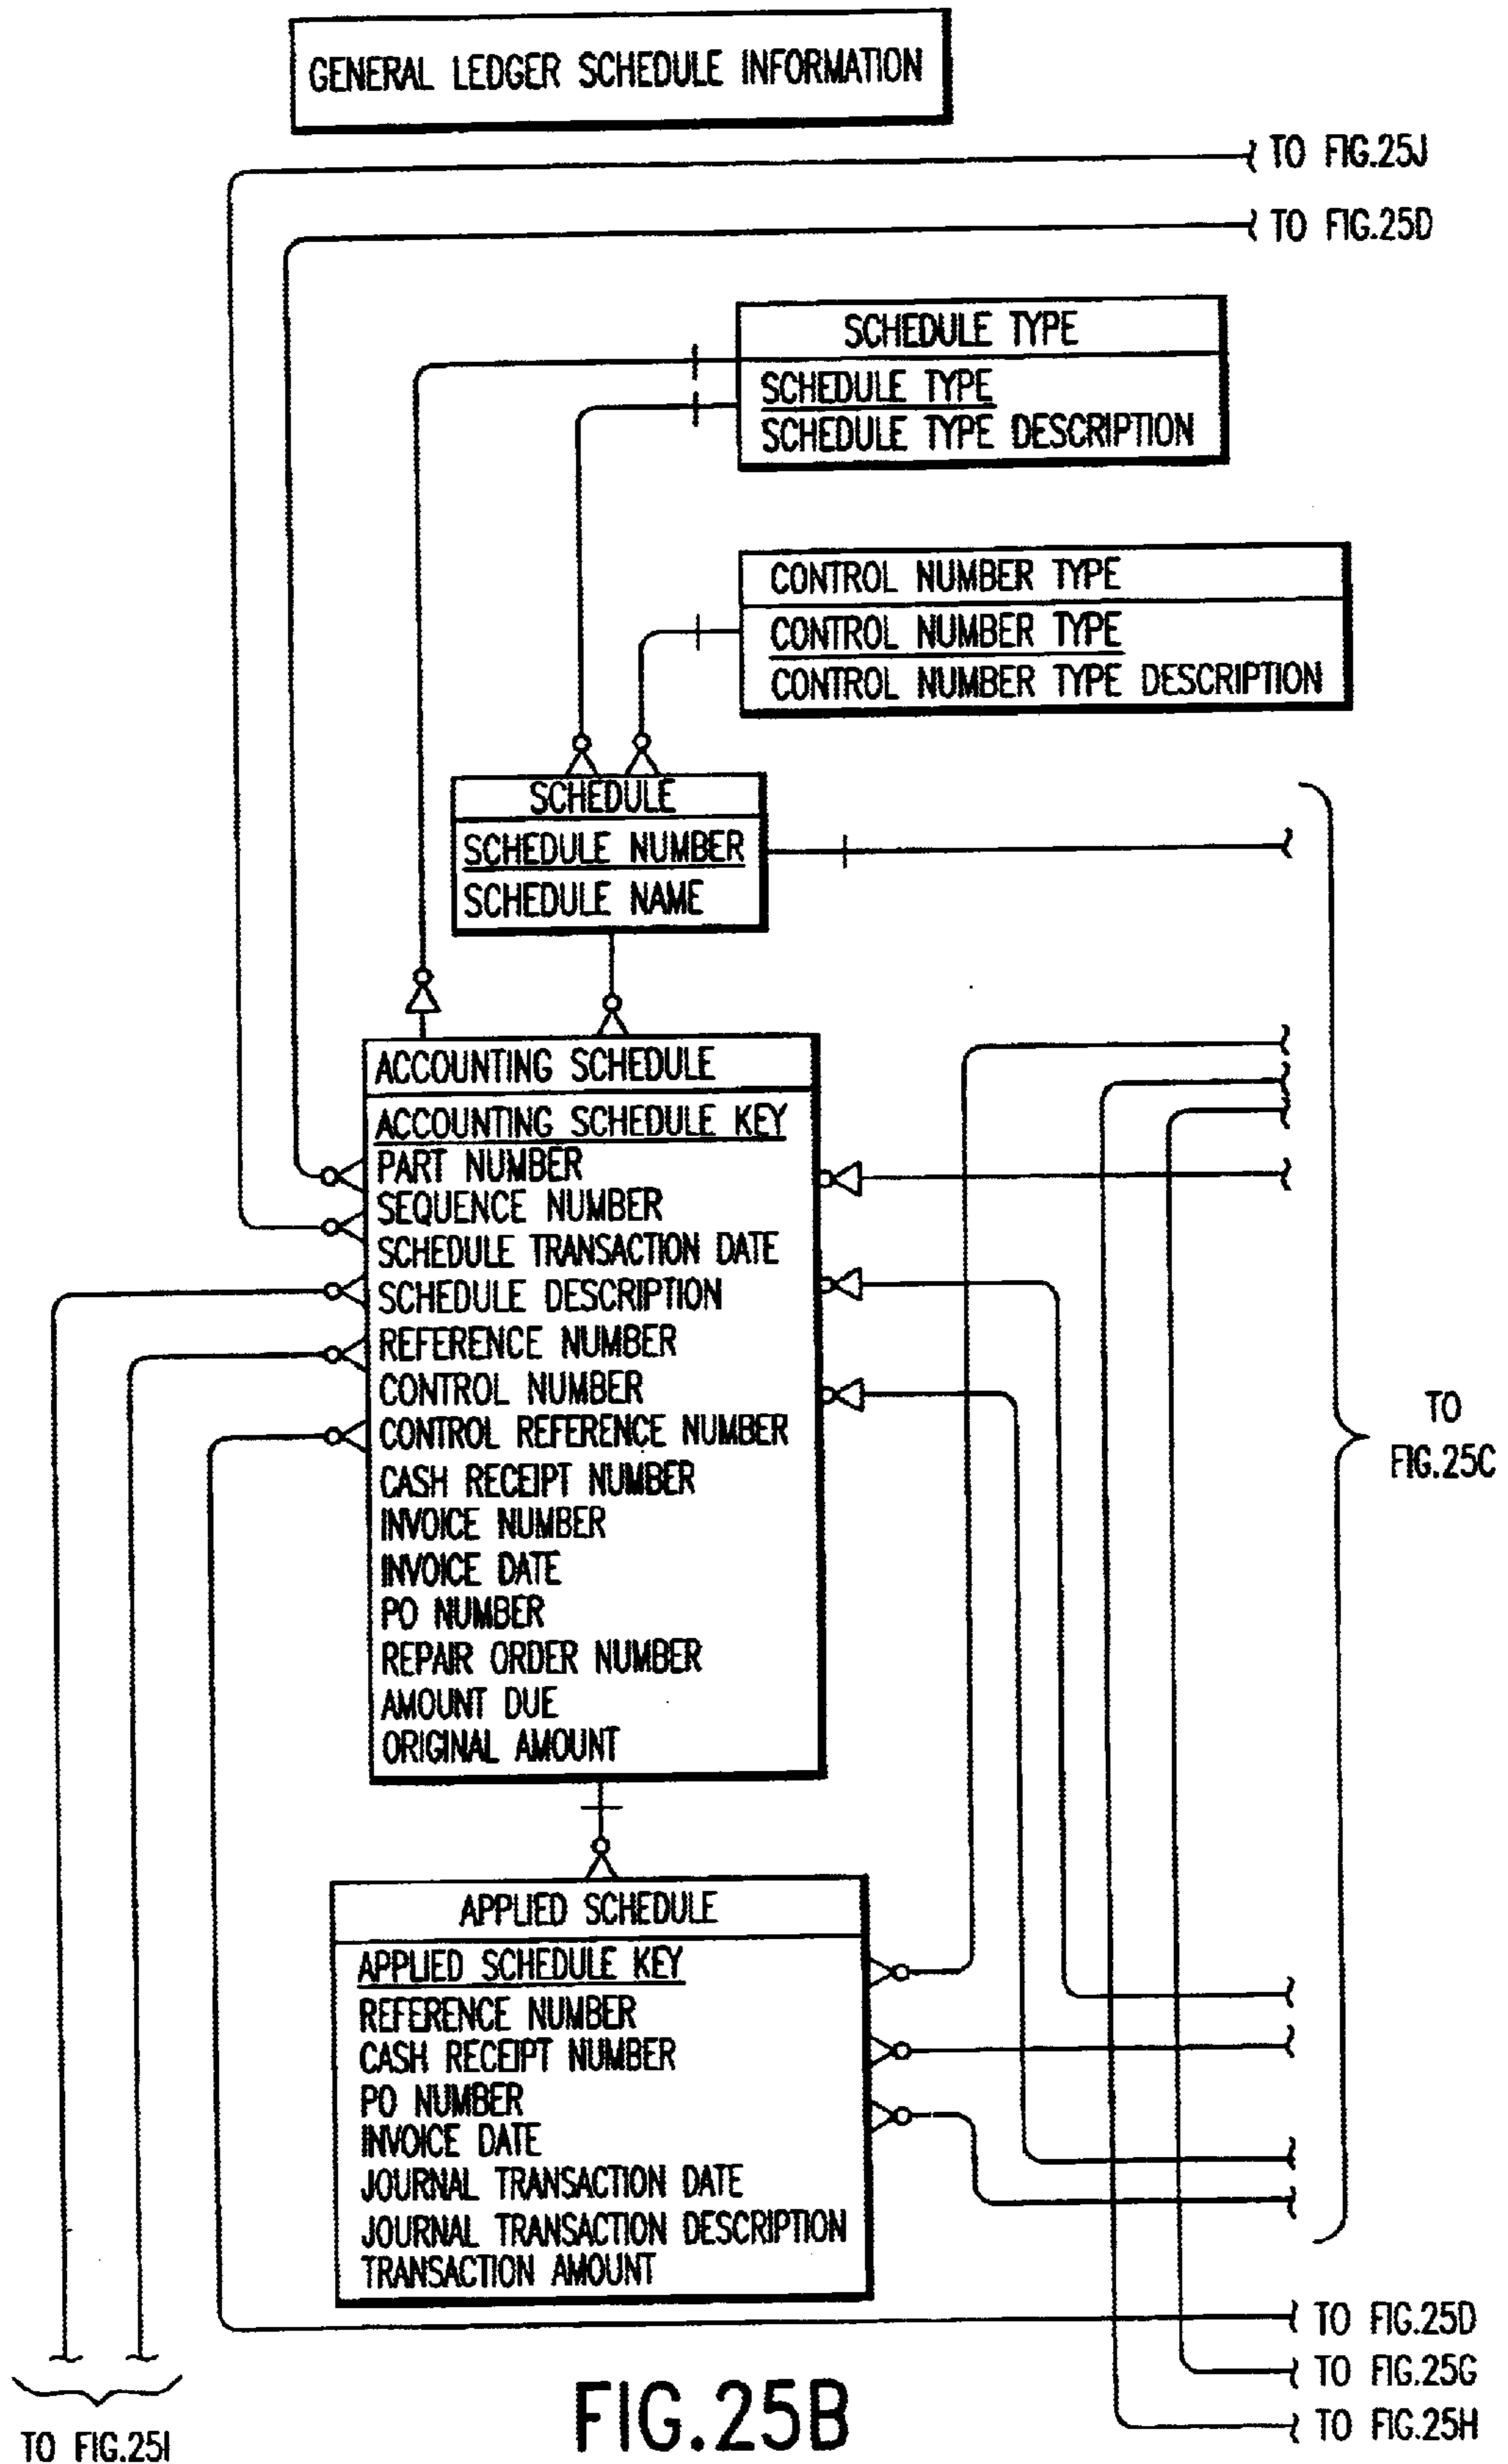 GENERAL LEDGER SCHEDULE INFORMATION
TO FIG.25J
TO FIG.25D
SCHEDULE TYPE
SCHEDULE TYPE
SCHEDULE TYPE DESCRIPTION
CONTROL NUMBER TYPE
CONTROL NUMBER TYPE
CONTROL NUMBER TYPE DESCRIPTION
SCHEDULE
SCHEDULE NUMBER
SCHEDULE NAME
ACCOUNTING SCHEDULE
ACCOUNTING SCHEDULE KEY
PART NUMBER
SEQUENCE NUMBER
SCHEDULE TRANSACTION DATE
SCHEDULE DESCRIPTION
REFERENCE NUMBER
CONTROL NUMBER
CONTROL REFERENCE NUMBER
CASH RECEIPT NUMBER
INVOICE NUMBER
INVOICE DATE
PO NUMBER
REPAIR ORDER NUMBER
AMOUNT DUE
ORIGINAL AMOUNT
TO
FIG.25C
APPLIED SCHEDULE
APPLIED SCHEDULE KEY
REFERENCE NUMBER
CASH RECEIPT NUMBER
PO NUMBER
INVOICE DATE
JOURNAL TRANSACTION DATE
JOURNAL TRANSACTION DESCRIPTION
TRANSACTION AMOUNT
TO FIG.25D
TO FIG.25G
TO FIG.25H
TO FIG.25I
FIG.25B